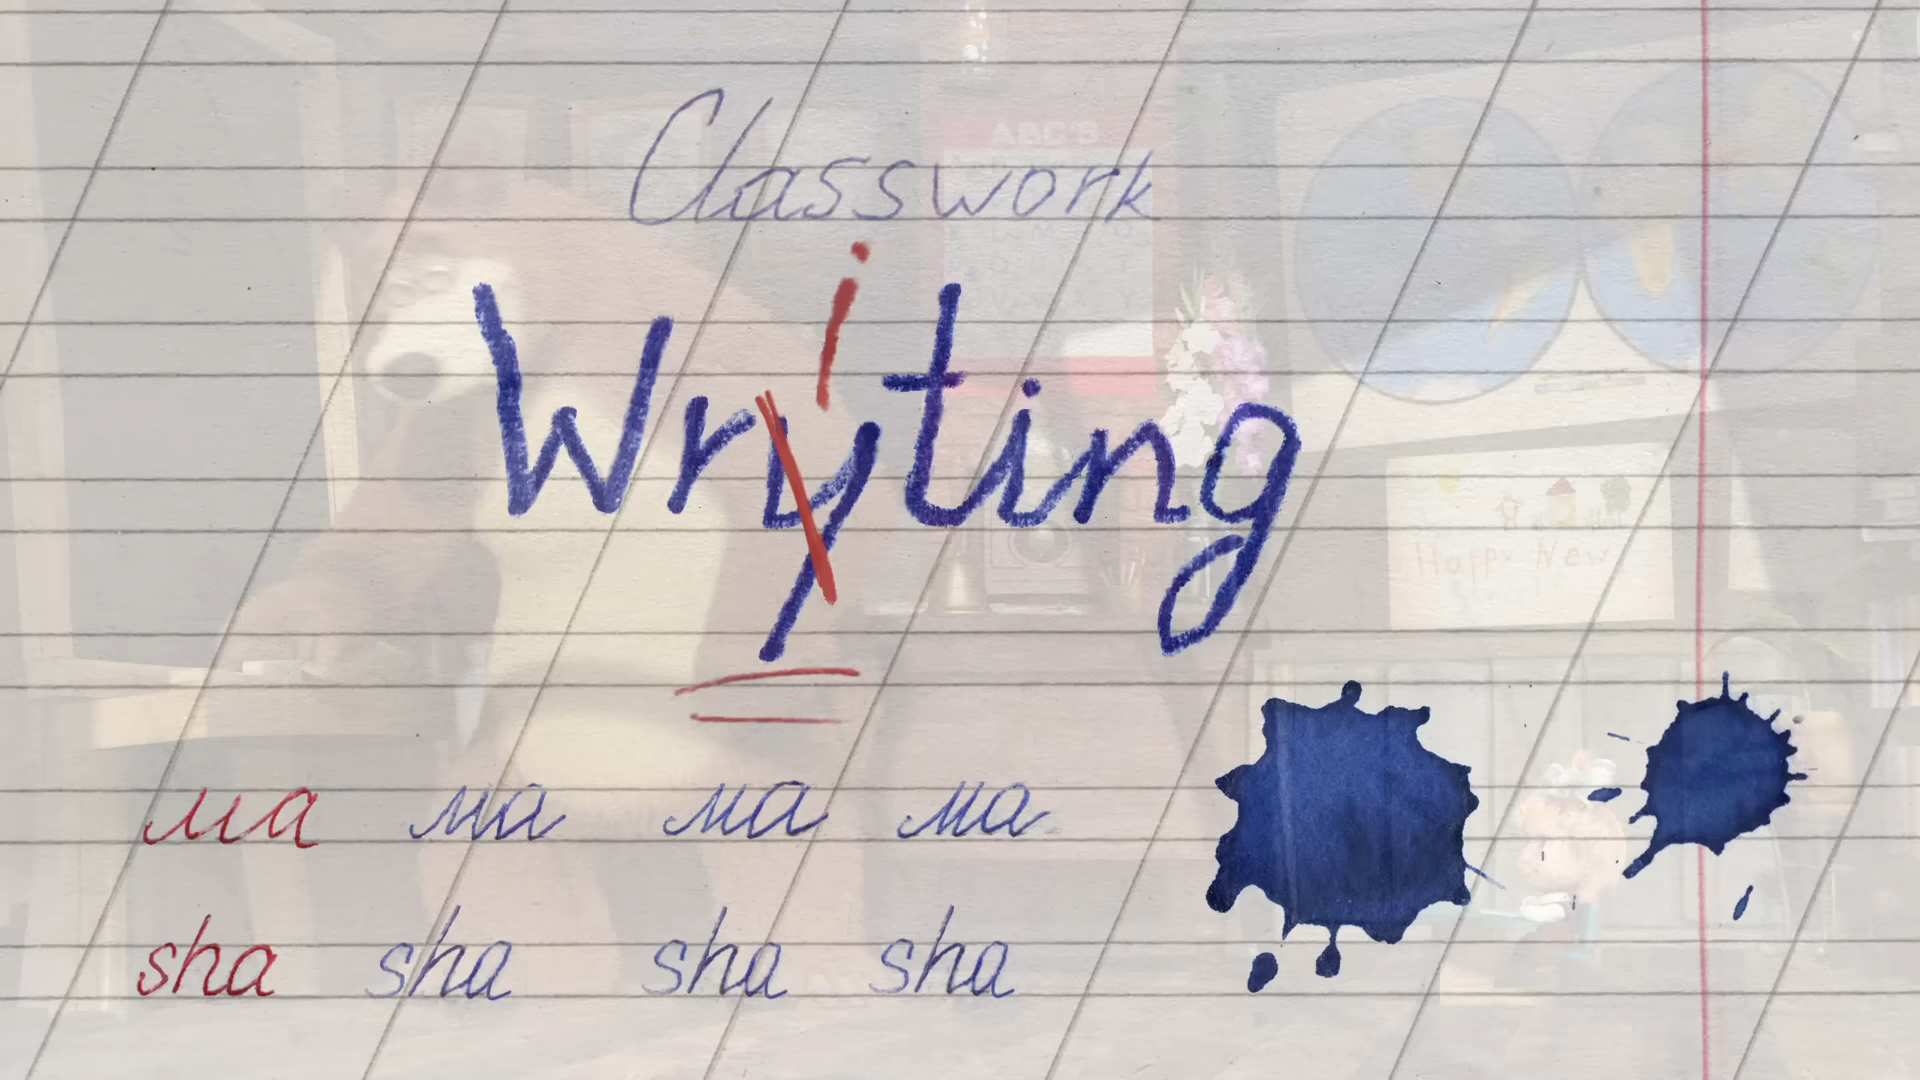 Classwork
i
Wryting
ма ма ма ма
sha sha sha sha
ABC'S
Happy New